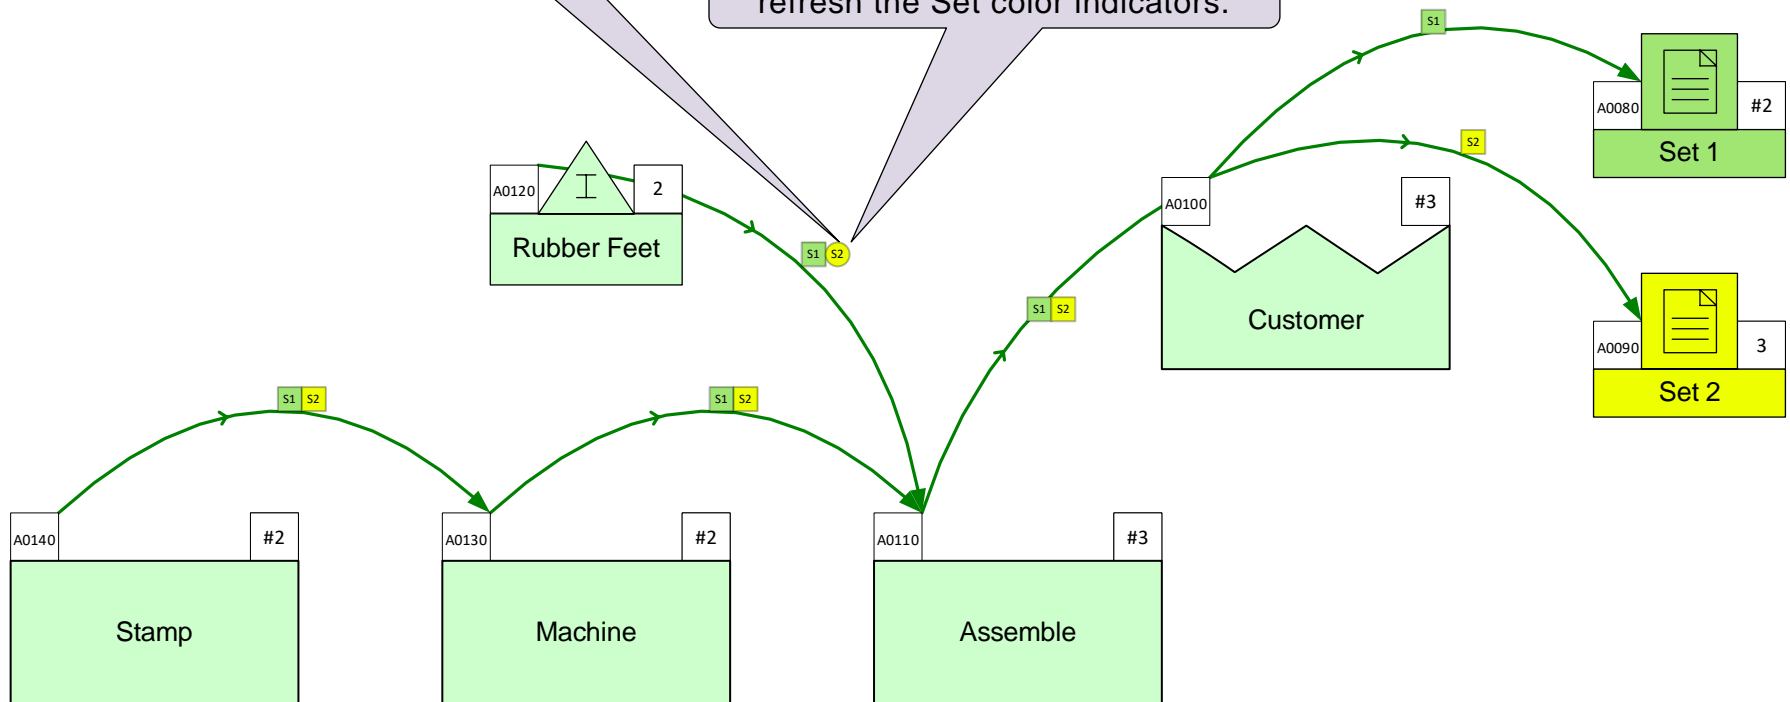 refresh the Set color indicators.
S1
A0080
#2
Set 1
S2
A0120
I
2
Rubber Feet
A0100
#3
Customer
S1 S2
S1 S2
A0090
3
Set 2
S1 S2
S1 S2
A0140
#2
Stamp
A0130
#2
Machine
A0110
#3
Assemble